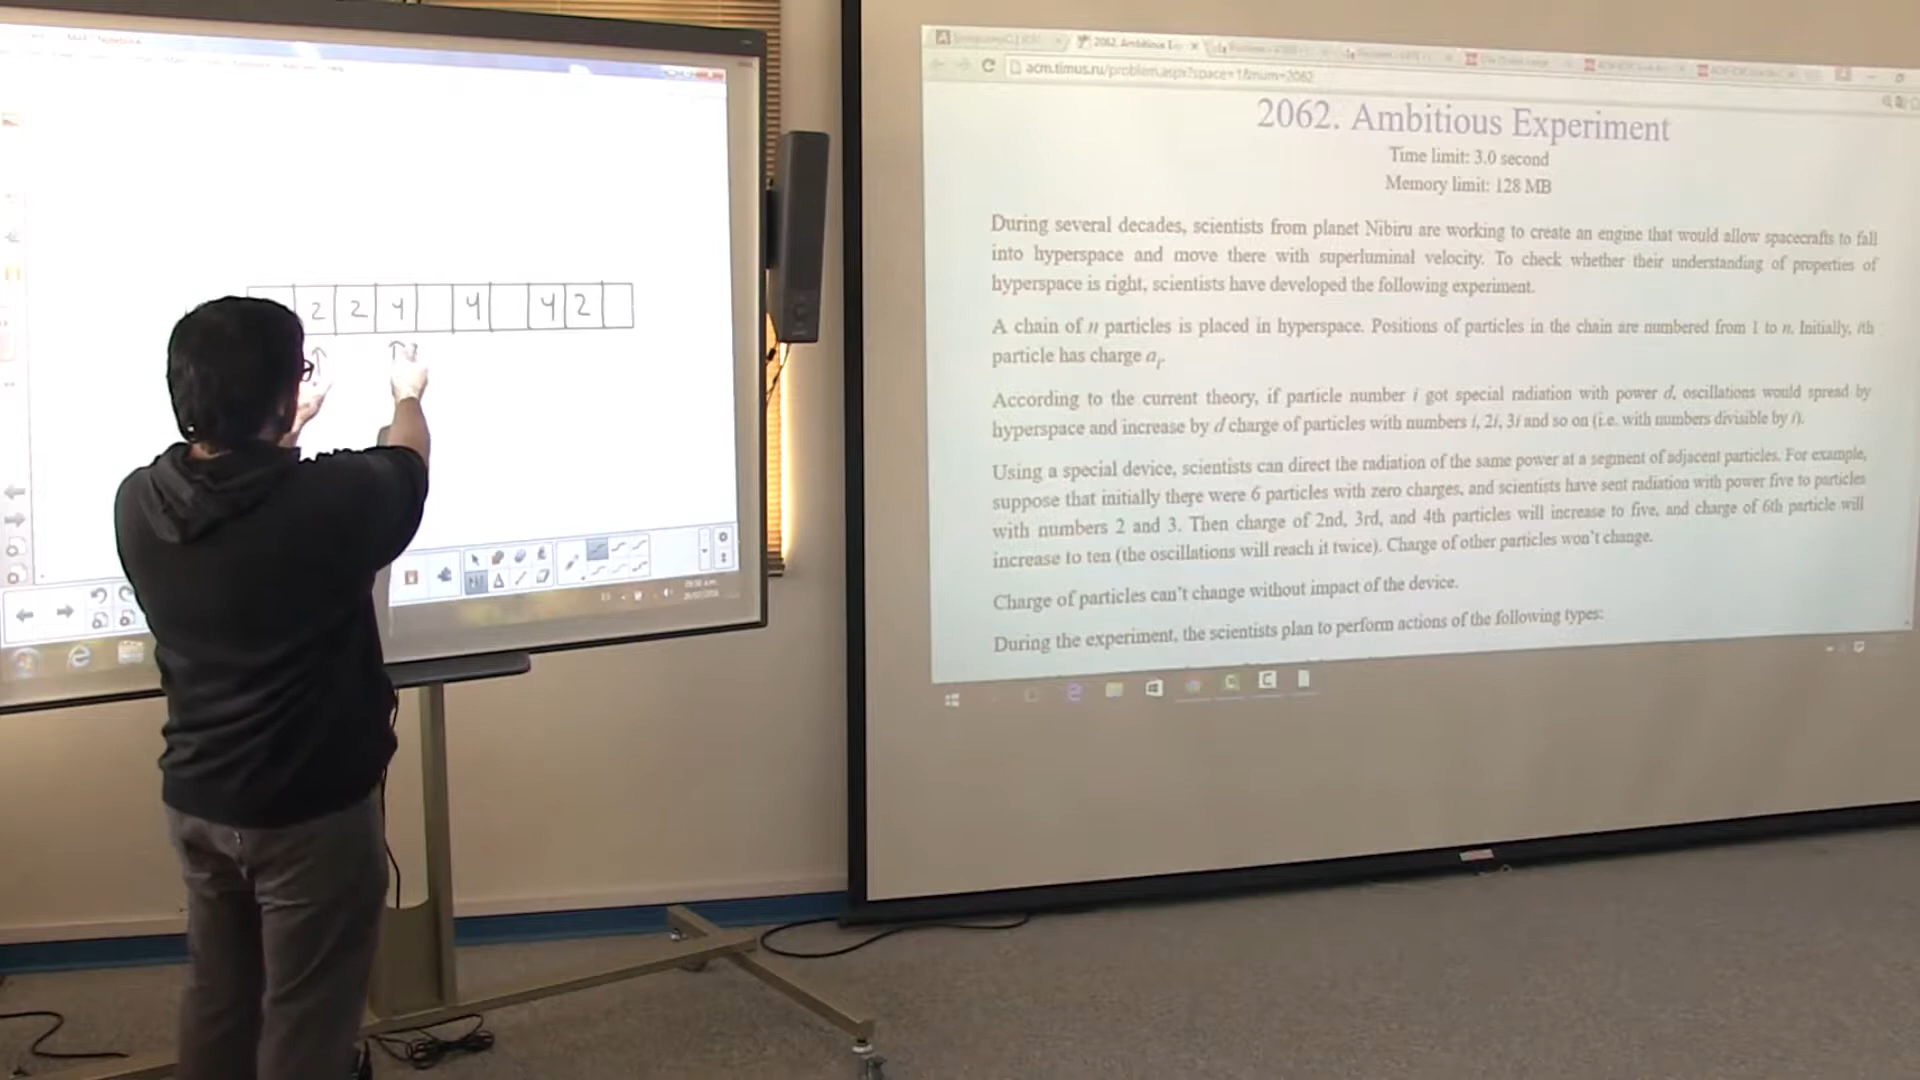 2 2 4 4 4 2
acm.timus.ru/problem.aspx?space=1&num=2062
2062. Ambitious Experiment
Time limit: 3.0 second
Memory limit: 128 MB
During several decades, scientists from planet Nibiru are working to create an engine that would allow spacecrafts to fall
into hyperspace and move there with superluminal velocity. To check whether their understanding of properties of
hyperspace is right, scientists have developed the following experiment.
A chain of n particles is placed in hyperspace. Positions of particles in the chain are numbered from 1 to n. Initially, ith
particle has charge ai.
According to the current theory, if particle number i got special radiation with power d, oscillations would spread by
hyperspace and increase by d charge of particles with numbers i, 2i, 3i and so on (i.e. with numbers divisible by i).
Using a special device, scientists can direct the radiation of the same power at a segment of adjacent particles. For example,
suppose that initially there were 6 particles with zero charges, and scientists have sent radiation with power five to particles
with numbers 2 and 3. Then charge of 2nd, 3rd, and 4th particles will increase to five, and charge of 6th particle will
increase to ten (the oscillations will reach it twice). Charge of other particles won't change.
Charge of particles can't change without impact of the device.
During the experiment, the scientists plan to perform actions of the following types: